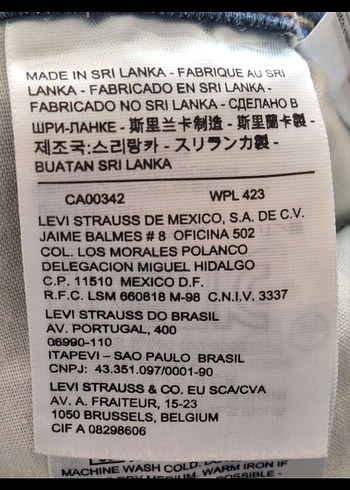 MADE IN SRI LANKA - FABRIQUE AU SRI
LANKA - FABRICADO EN SRI LANKA -
FABRICADO NO SRI LANKA - СДЕЛАНО В
ШРИ-ЛАНКЕ - 斯里兰卡制造 - 斯里蘭卡製 -
제조국:스리랑카 - スリランカ製 -
BUATAN SRI LANKA
CA00342 WPL 423
LEVI STRAUSS DE MEXICO, S.A. DE C.V.
JAIME BALMES # 8 OFICINA 502
COL. LOS MORALES POLANCO
DELEGACION MIGUEL HIDALGO
C.P. 11510 MEXICO D.F.
R.F.C. LSM 660818 M-98 C.N.I.V. 3337
LEVI STRAUSS DO BRASIL
AV. PORTUGAL, 400
06990-110
ITAPEVI – SAO PAULO BRASIL
CNPJ: 43.351.097/0001-90
LEVI STRAUSS & CO. EU SCA/CVA
AV. A. FRAITEUR, 15-23
1050 BRUSSELS, BELGIUM
CIF A 08298606
MACHINE WASH COLD.
WARM IRON IF